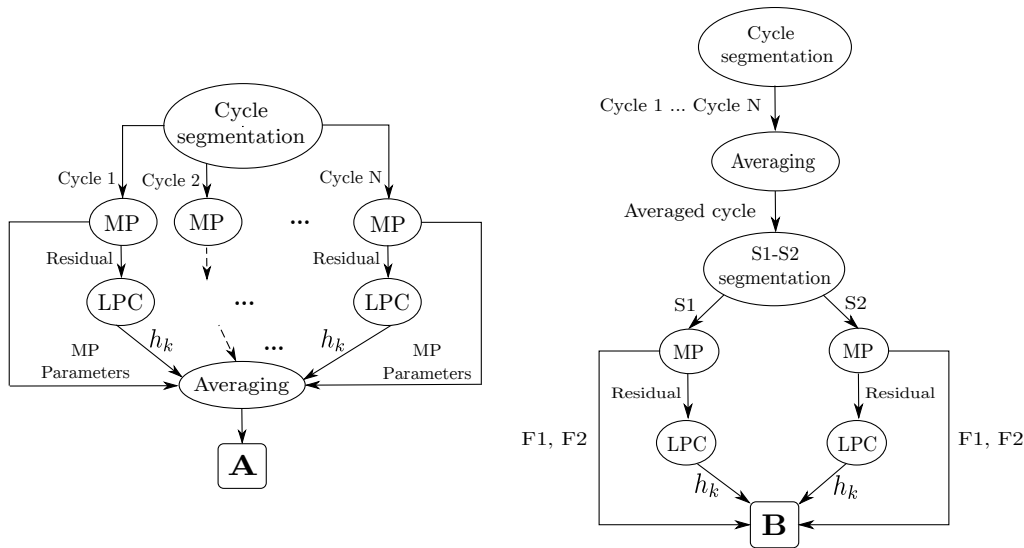 Cycle
segmentation
Cycle 1
Cycle 2
Cycle N
MP
MP
...
MP
Residual
Residual
LPC
...
LPC
h_k
...
h_k
MP
Parameters
MP
Parameters
Averaging
A
Cycle
segmentation
Cycle 1 ... Cycle N
Averaging
Averaged cycle
S1-S2
segmentation
S1
S2
MP
MP
Residual
Residual
F1, F2
LPC
LPC
F1, F2
h_k
h_k
B